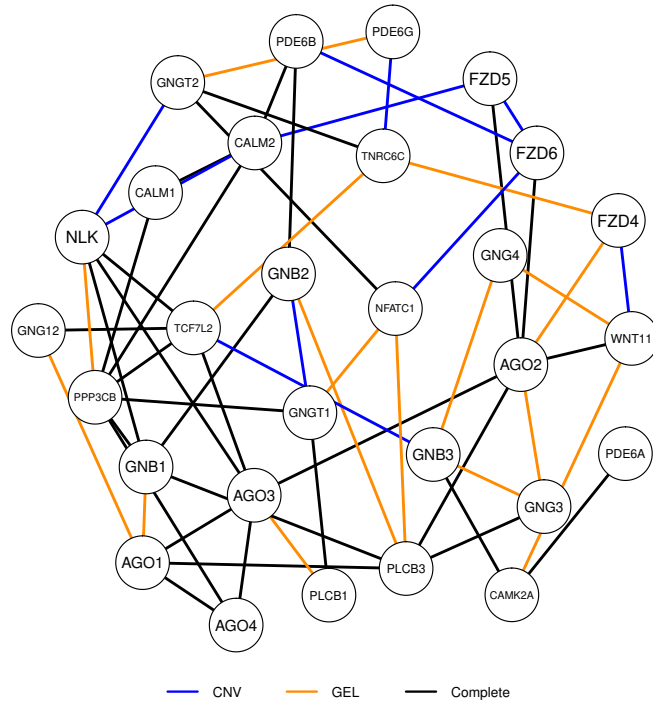 PDE6G
PDE6B
GNGT2
FZD5
CALM2
FZD6
TNRC6C
CALM1
FZD4
NLK
GNG4
GNB2
NFATC1
GNG12
TCF7L2
WNT11
AGO2
PPP3CB
GNGT1
GNB3
PDE6A
GNB1
AGO3
GNG3
AGO1
PLCB3
PLCB1
CAMK2A
AGO4
CNV GEL Complete